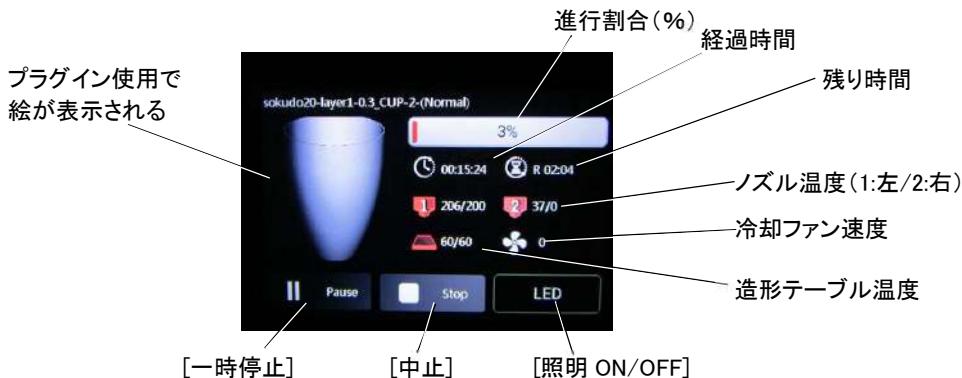 進行割合(%)
経過時間
残り時間
プラグイン使用で
絵が表示される
sokudo20-layer1-0.3_CUP-2-(Normal)
3%
00:15:24
R 02:04
1 206/200
2 37/0
60/60
0
Pause
Stop
LED
ノズル温度(1:左/2:右)
冷却ファン速度
造形テーブル温度
[一時停止]
[中止]
[照明 ON/OFF]